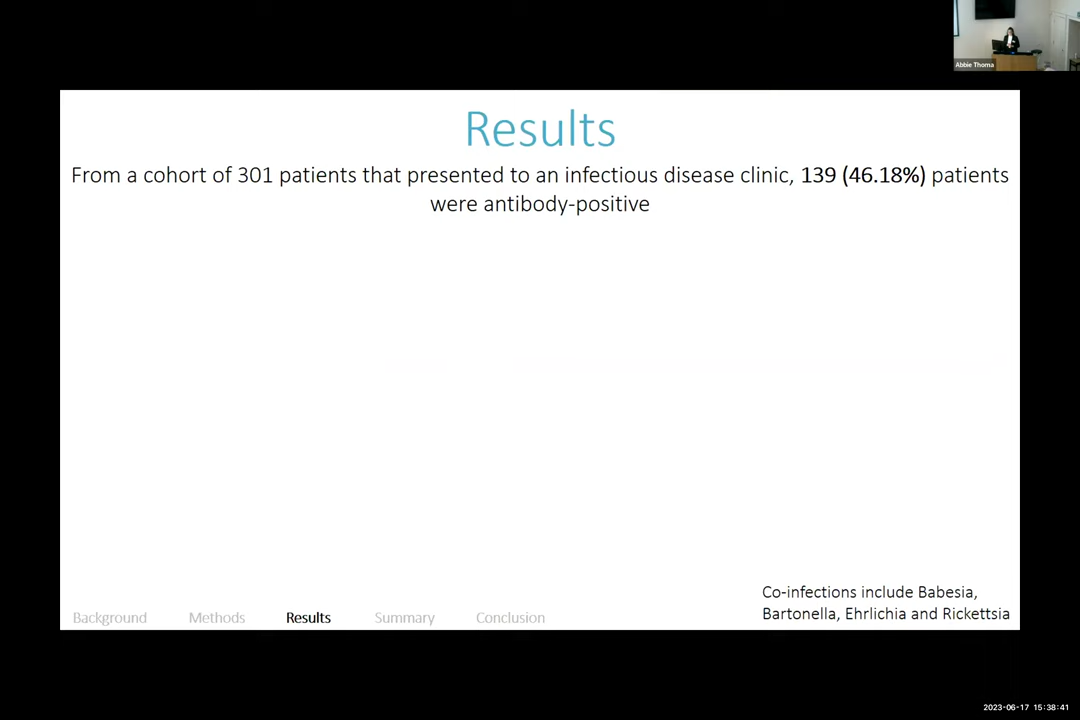 Abbie Thoma
Results
From a cohort of 301 patients that presented to an infectious disease clinic, 139 (46.18%) patients
were antibody-positive
Co-infections include Babesia,
Bartonella, Ehrlichia and Rickettsia
Background Methods Results Summary Conclusion
2023-06-17 15:38:41